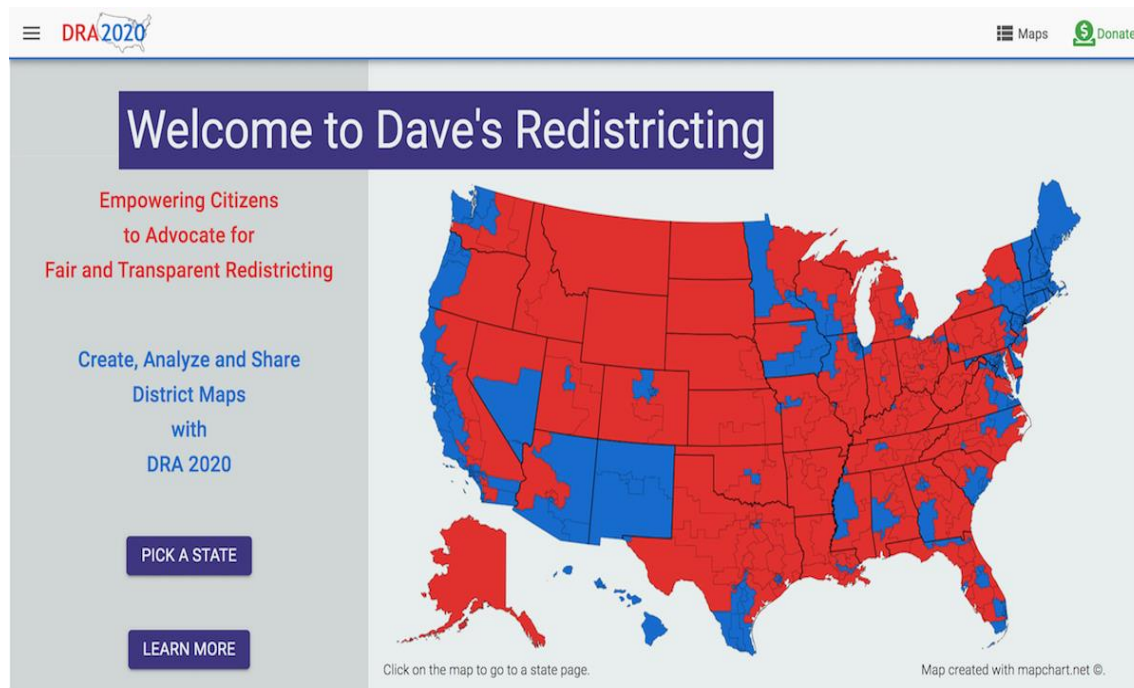 DRA2020
Maps
Donate
Welcome to Dave's Redistricting
Empowering Citizens
to Advocate for
Fair and Transparent Redistricting
Create, Analyze and Share
District Maps
with
DRA 2020
PICK A STATE
LEARN MORE
Click on the map to go to a state page.
Map created with mapchart.net ©.